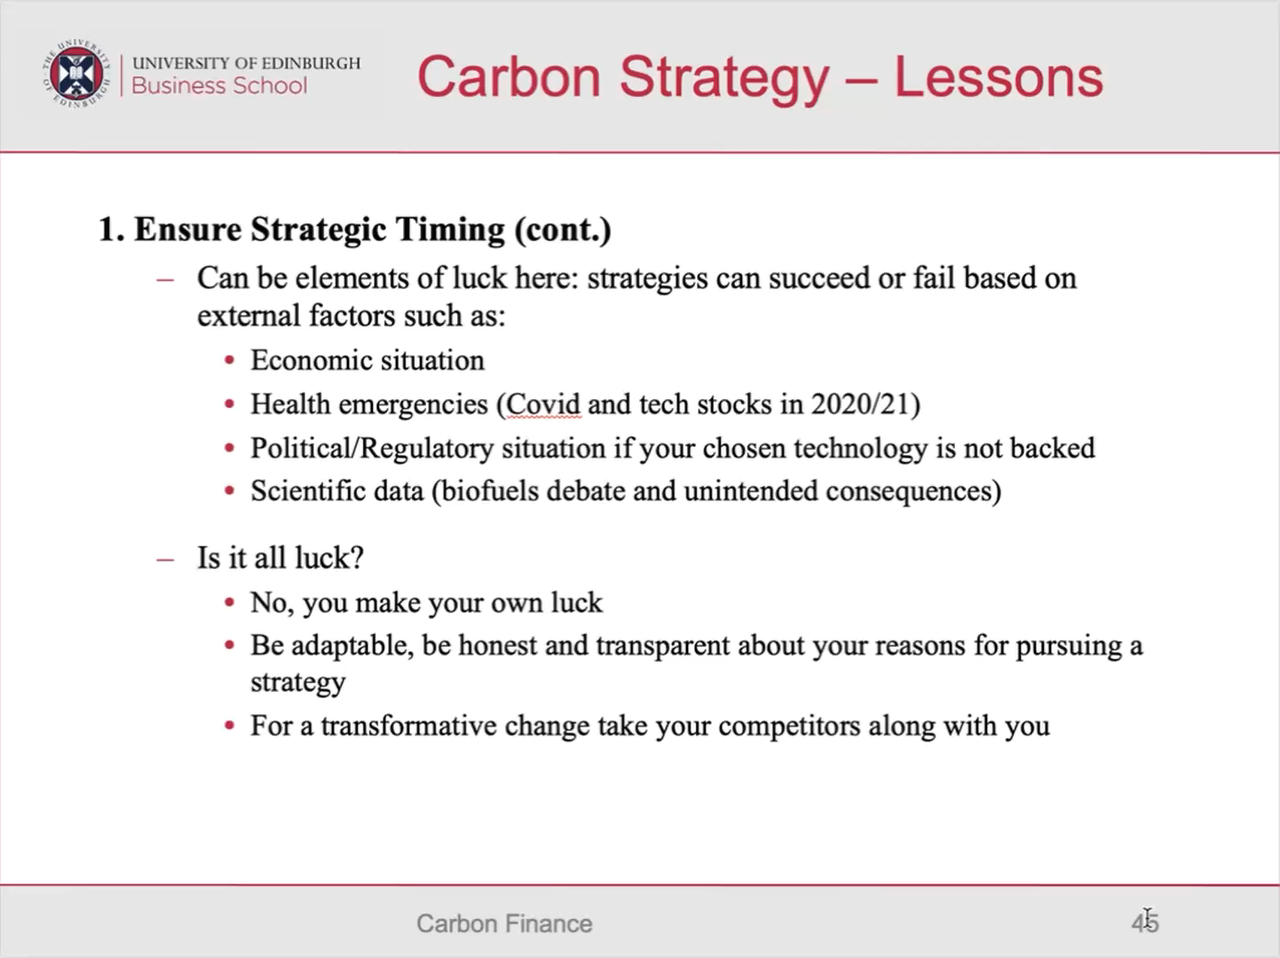 THE UNIVERSITY OF EDINBURGH
UNIVERSITY OF EDINBURGH
Business School
Carbon Strategy – Lessons
1. Ensure Strategic Timing (cont.)
– Can be elements of luck here: strategies can succeed or fail based on
external factors such as:
• Economic situation
• Health emergencies (Covid and tech stocks in 2020/21)
• Political/Regulatory situation if your chosen technology is not backed
• Scientific data (biofuels debate and unintended consequences)
– Is it all luck?
• No, you make your own luck
• Be adaptable, be honest and transparent about your reasons for pursuing a
strategy
• For a transformative change take your competitors along with you
Carbon Finance
45